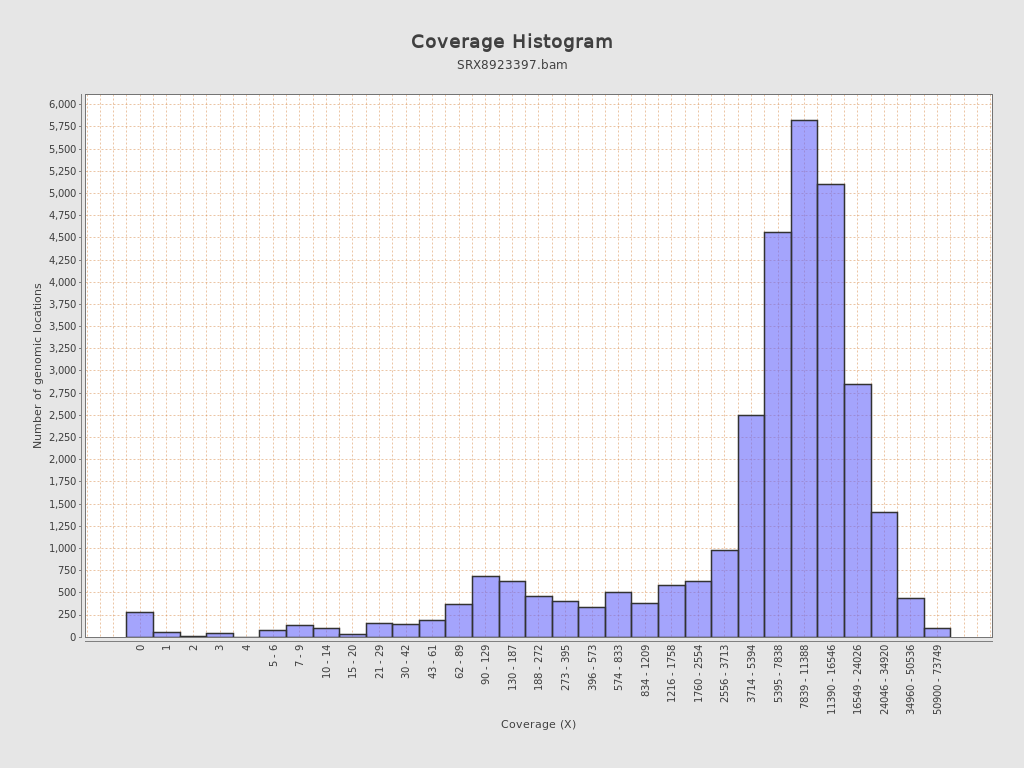 Coverage Histogram
SRX8923397.bam
6,000
5,750
5,500
5,250
5,000
4,750
4,500
4,250
4,000
3,750
3,500
3,250
3,000
2,750
2,500
2,250
2,000
1,750
1,500
1,250
1,000
750
500
250
0
Number of genomic locations
0
1
2
3
4
5 - 6
7 - 9
10 - 14
15 - 20
21 - 29
30 - 42
43 - 61
62 - 89
90 - 129
130 - 187
188 - 272
273 - 395
396 - 573
574 - 833
834 - 1209
1216 - 1758
1760 - 2554
2556 - 3713
3714 - 5394
5395 - 7838
7839 - 11388
11390 - 16546
16549 - 24026
24046 - 34920
34960 - 50536
50900 - 73749
Coverage (X)